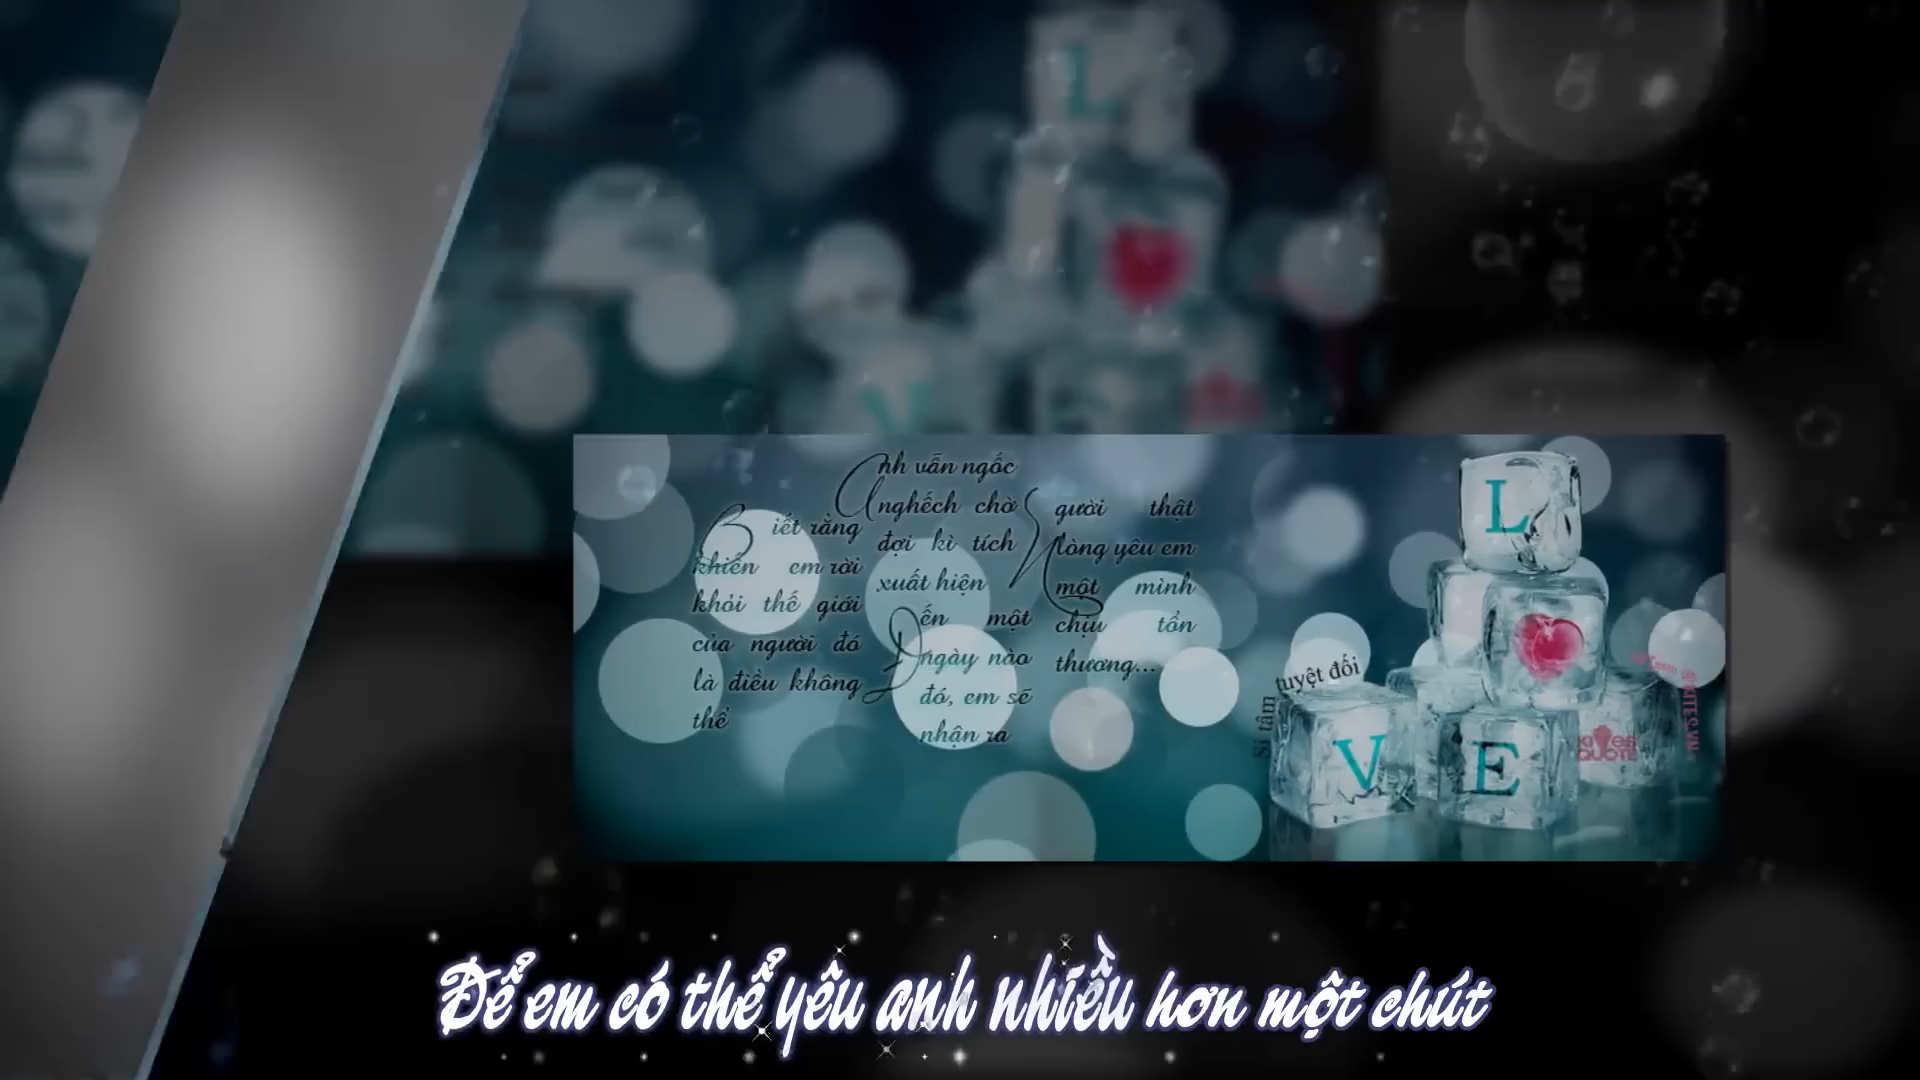 Biết rằng
khiến em rời
khỏi thế giới
của người đó
là điều không
thể
Anh vẫn ngốc
nghếch chờ
đợi kì tích
xuất hiện
Đến một
ngày nào
đó, em sẽ
nhận ra
Người thật
lòng yêu em
một mình
chịu tổn
thương...
L
V E
Si tâm tuyệt đối
QUOTE
L
V
Để em có thể yêu anh nhiều hơn một chút